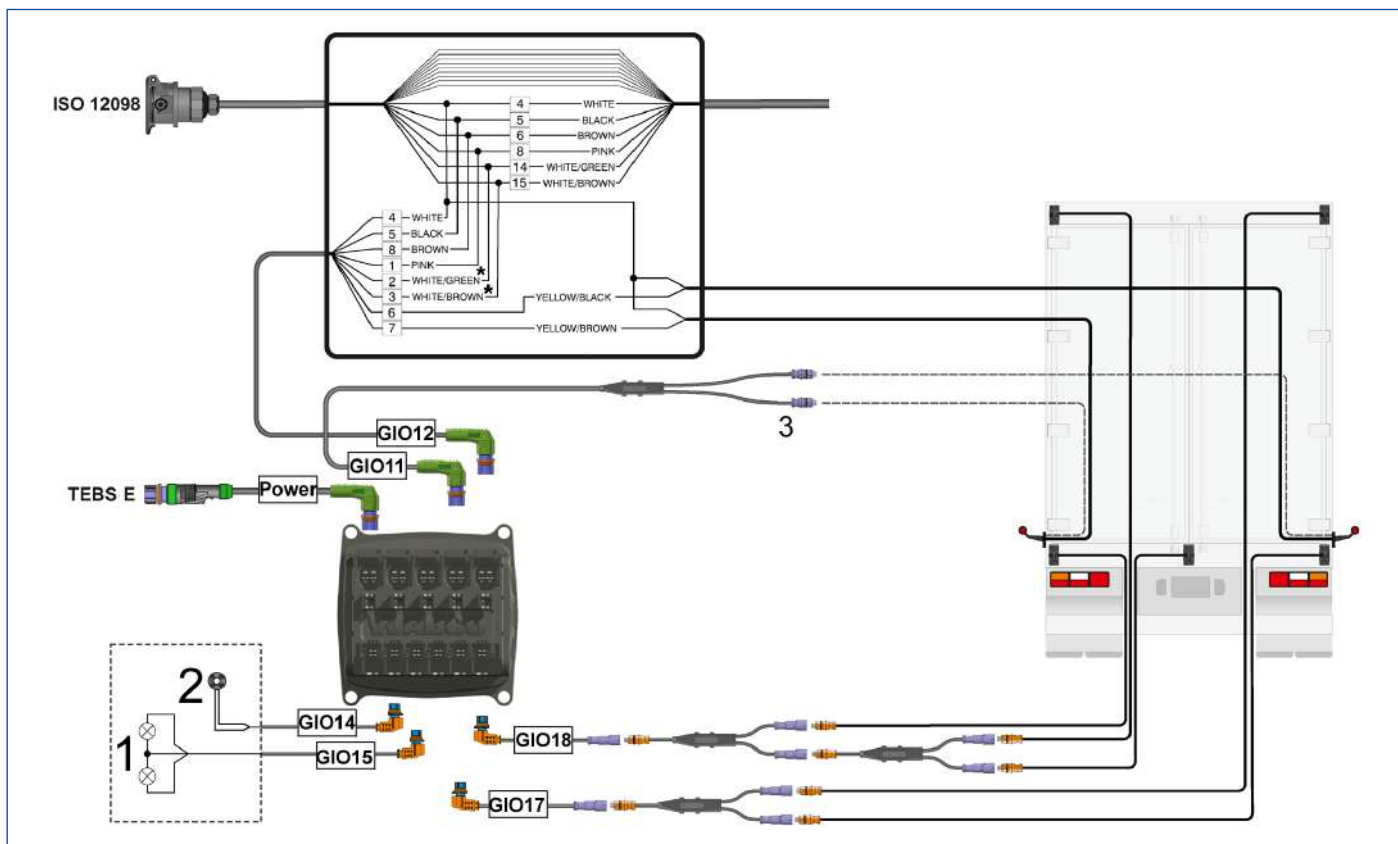 ISO 12098
4 WHITE
5 BLACK
6 BROWN
8 PINK
14 WHITE/GREEN
15 WHITE/BROWN
4 WHITE
5 BLACK
8 BROWN
1 PINK
2 WHITE/GREEN*
3 WHITE/BROWN*
6 YELLOW/BLACK
7 YELLOW/BROWN
3
GIO12
GIO11
TEBS E
Power
2
GIO14
1
GIO15
GIO18
GIO17